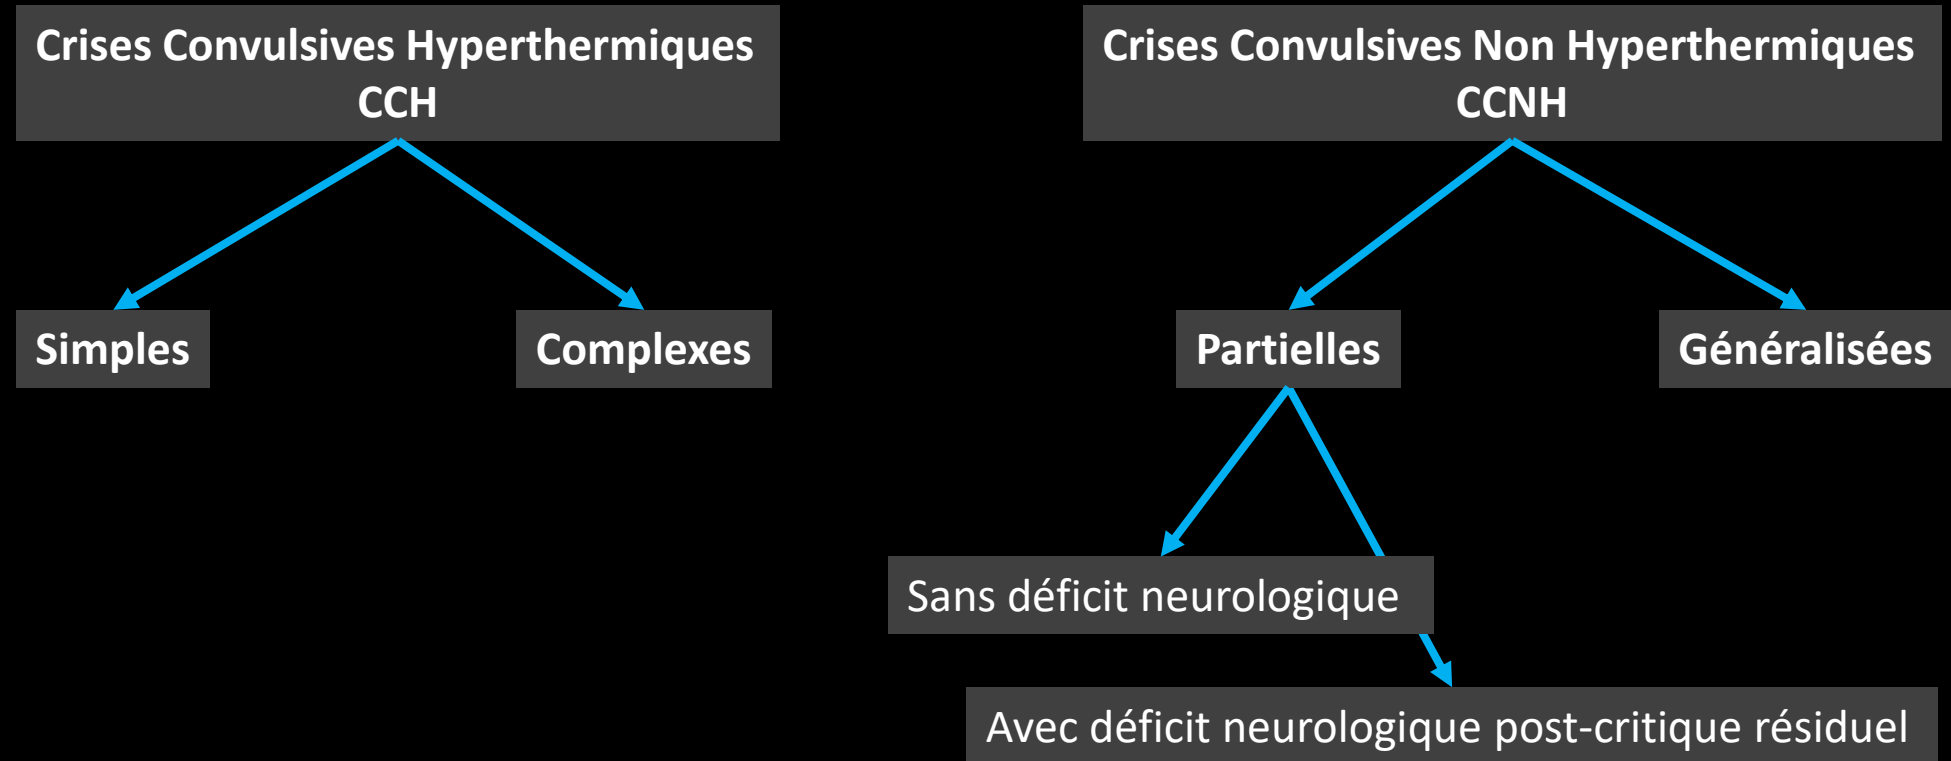 Crises Convulsives Hyperthermiques
CCH
Crises Convulsives Non Hyperthermiques
CCNH
Simples
Complexes
Partielles
Généralisées
Sans déficit neurologique
Avec déficit neurologique post-critique résiduel